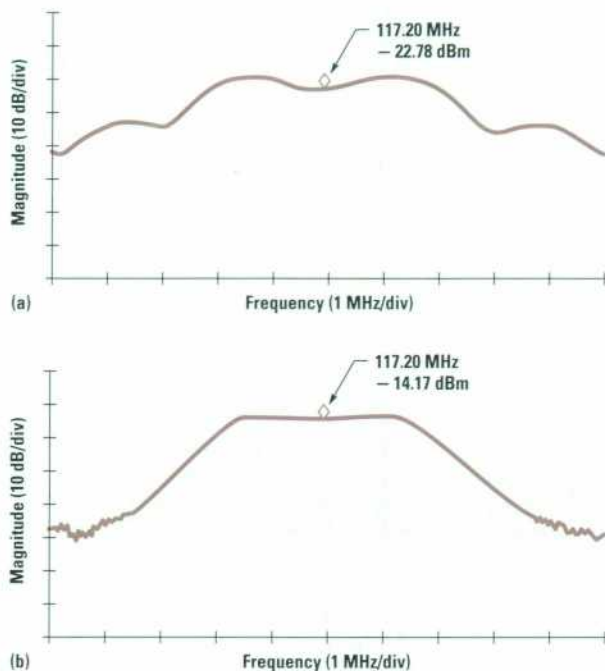 117.20 MHz
– 22.78 dBm
Magnitude (10 dB/div)
(a)
Frequency (1 MHz/div)
117.20 MHz
– 14.17 dBm
Magnitude (10 dB/div)
(b)
Frequency (1 MHz/div)